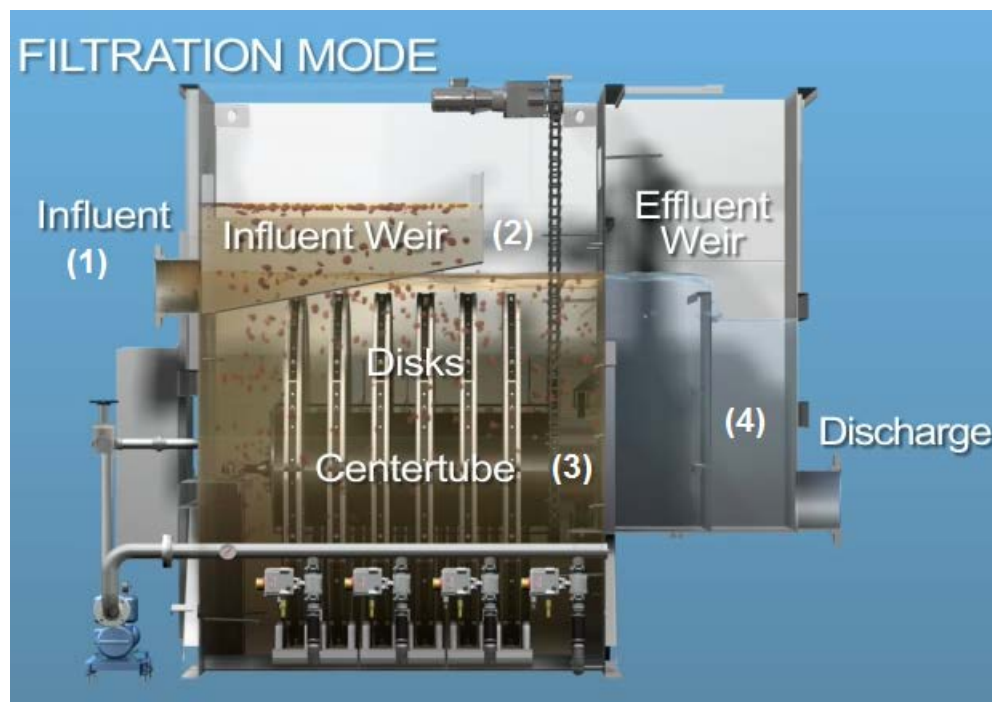 FILTRATION MODE
Influent
(1)
Influent Weir (2)
Effluent
Weir
Disks
Centertube (3)
(4)
Discharge